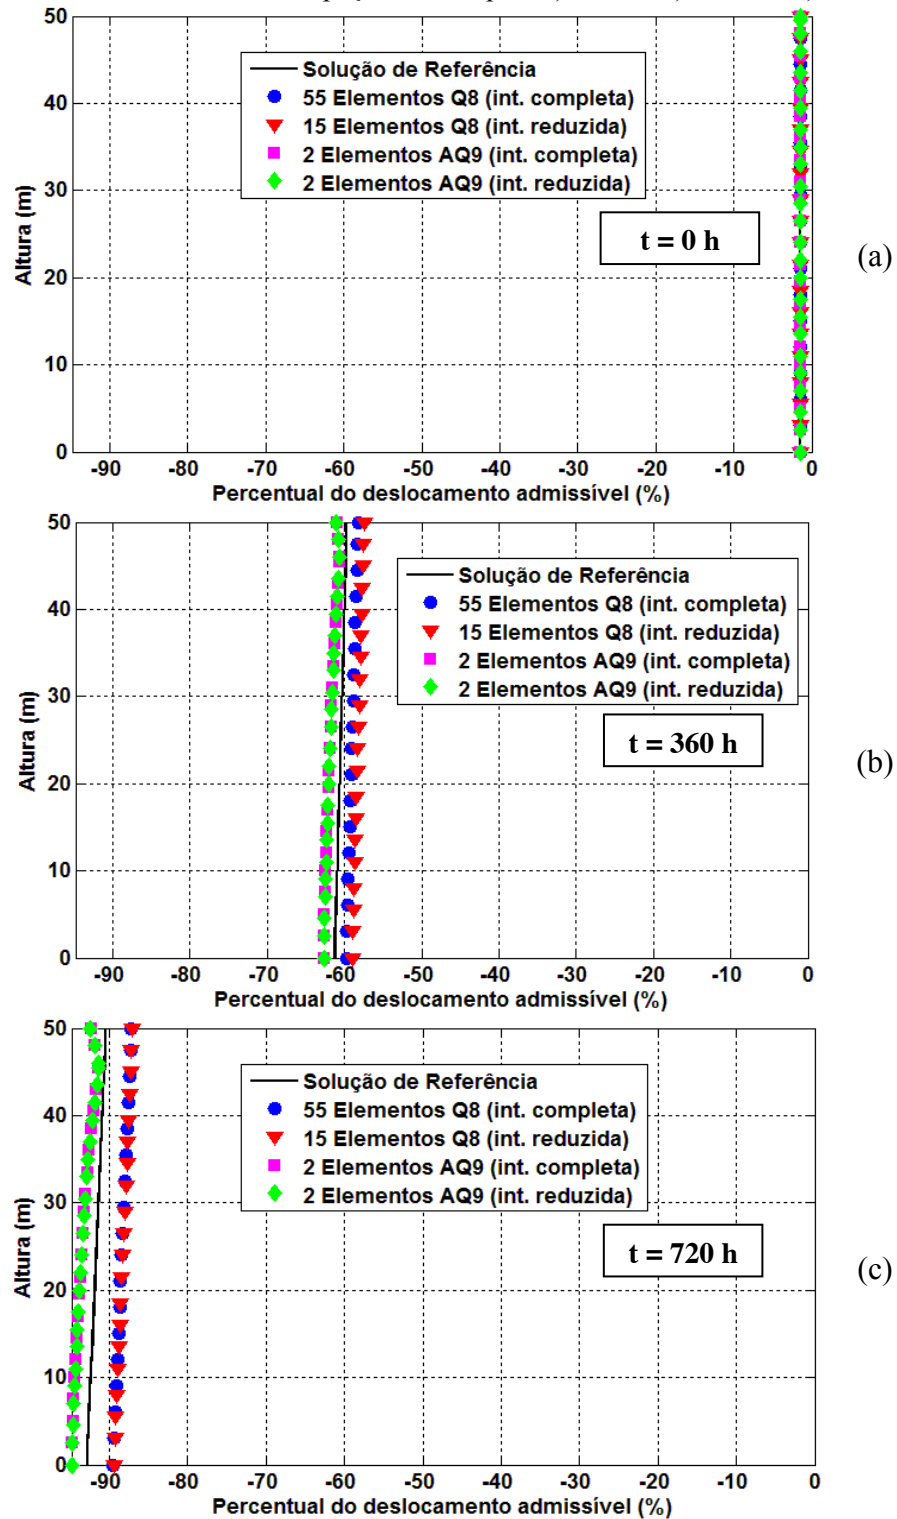 50
40
30
20
10
0
Altura (m)
Solução de Referência
55 Elementos Q8 (int. completa)
15 Elementos Q8 (int. reduzida)
2 Elementos AQ9 (int. completa)
2 Elementos AQ9 (int. reduzida)
t = 0 h
(a)
-90 -80 -70 -60 -50 -40 -30 -20 -10 0
Percentual do deslocamento admissível (%)
50
40
30
20
10
0
Altura (m)
Solução de Referência
55 Elementos Q8 (int. completa)
15 Elementos Q8 (int. reduzida)
2 Elementos AQ9 (int. completa)
2 Elementos AQ9 (int. reduzida)
t = 360 h
(b)
-90 -80 -70 -60 -50 -40 -30 -20 -10 0
Percentual do deslocamento admissível (%)
50
40
30
20
10
0
Altura (m)
Solução de Referência
55 Elementos Q8 (int. completa)
15 Elementos Q8 (int. reduzida)
2 Elementos AQ9 (int. completa)
2 Elementos AQ9 (int. reduzida)
t = 720 h
(c)
-90 -80 -70 -60 -50 -40 -30 -20 -10 0
Percentual do deslocamento admissível (%)